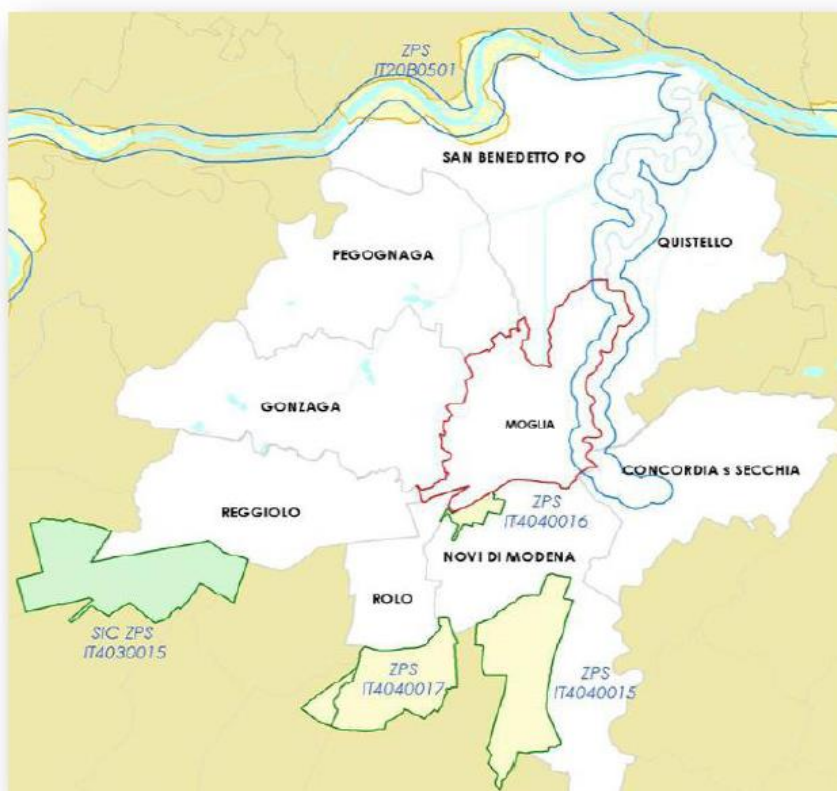 ZPS
IT20B0501
SAN BENEDETTO PO
QUISTELLO
PEGOGNAGA
GONZAGA
MOGLIA
CONCORDIA s SECCHIA
REGGIOLO
ZPS
IT4040016
NOVI DI MODENA
ROLO
SIC ZPS
IT4030015
ZPS
IT4040017
ZPS
IT4040015